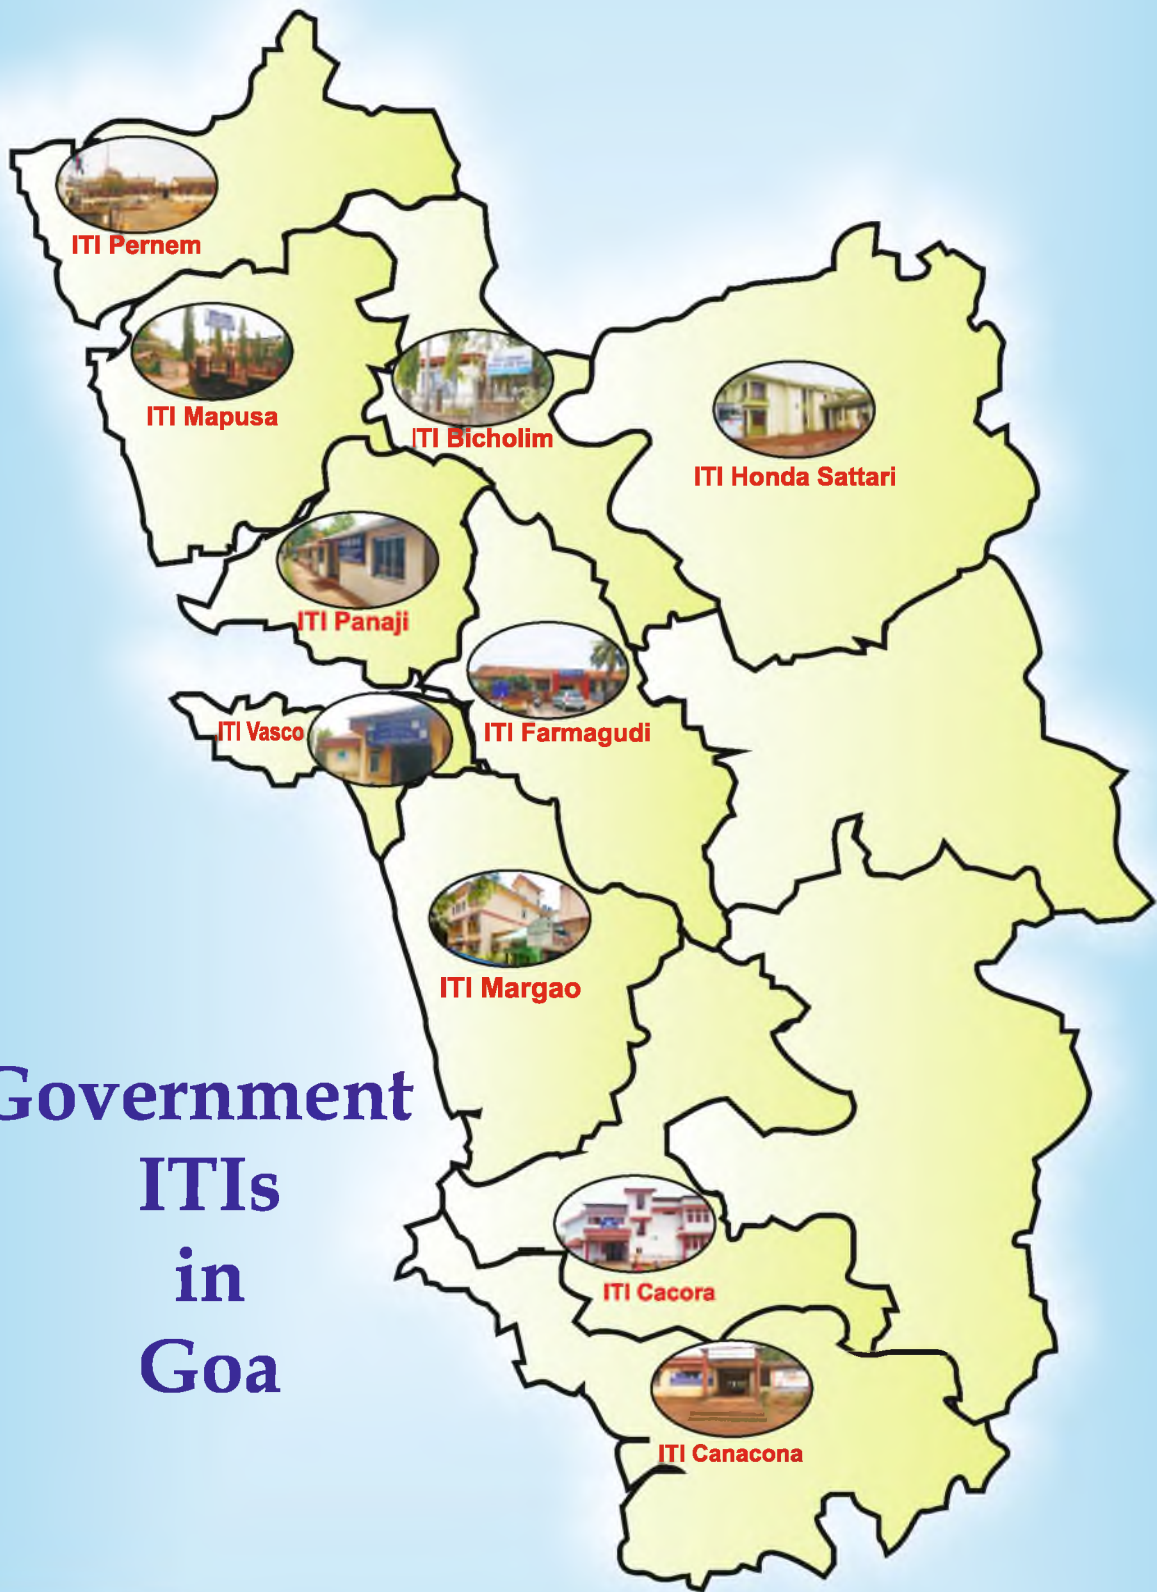 ITI Pernem
ITI Mapusa
ITI Bicholim
ITI Honda Sattari
ITI Panaji
ITI Vasco
ITI Farmagudi
ITI Margao
Government
ITIs
in
Goa
ITI Cacora
ITI Canacona